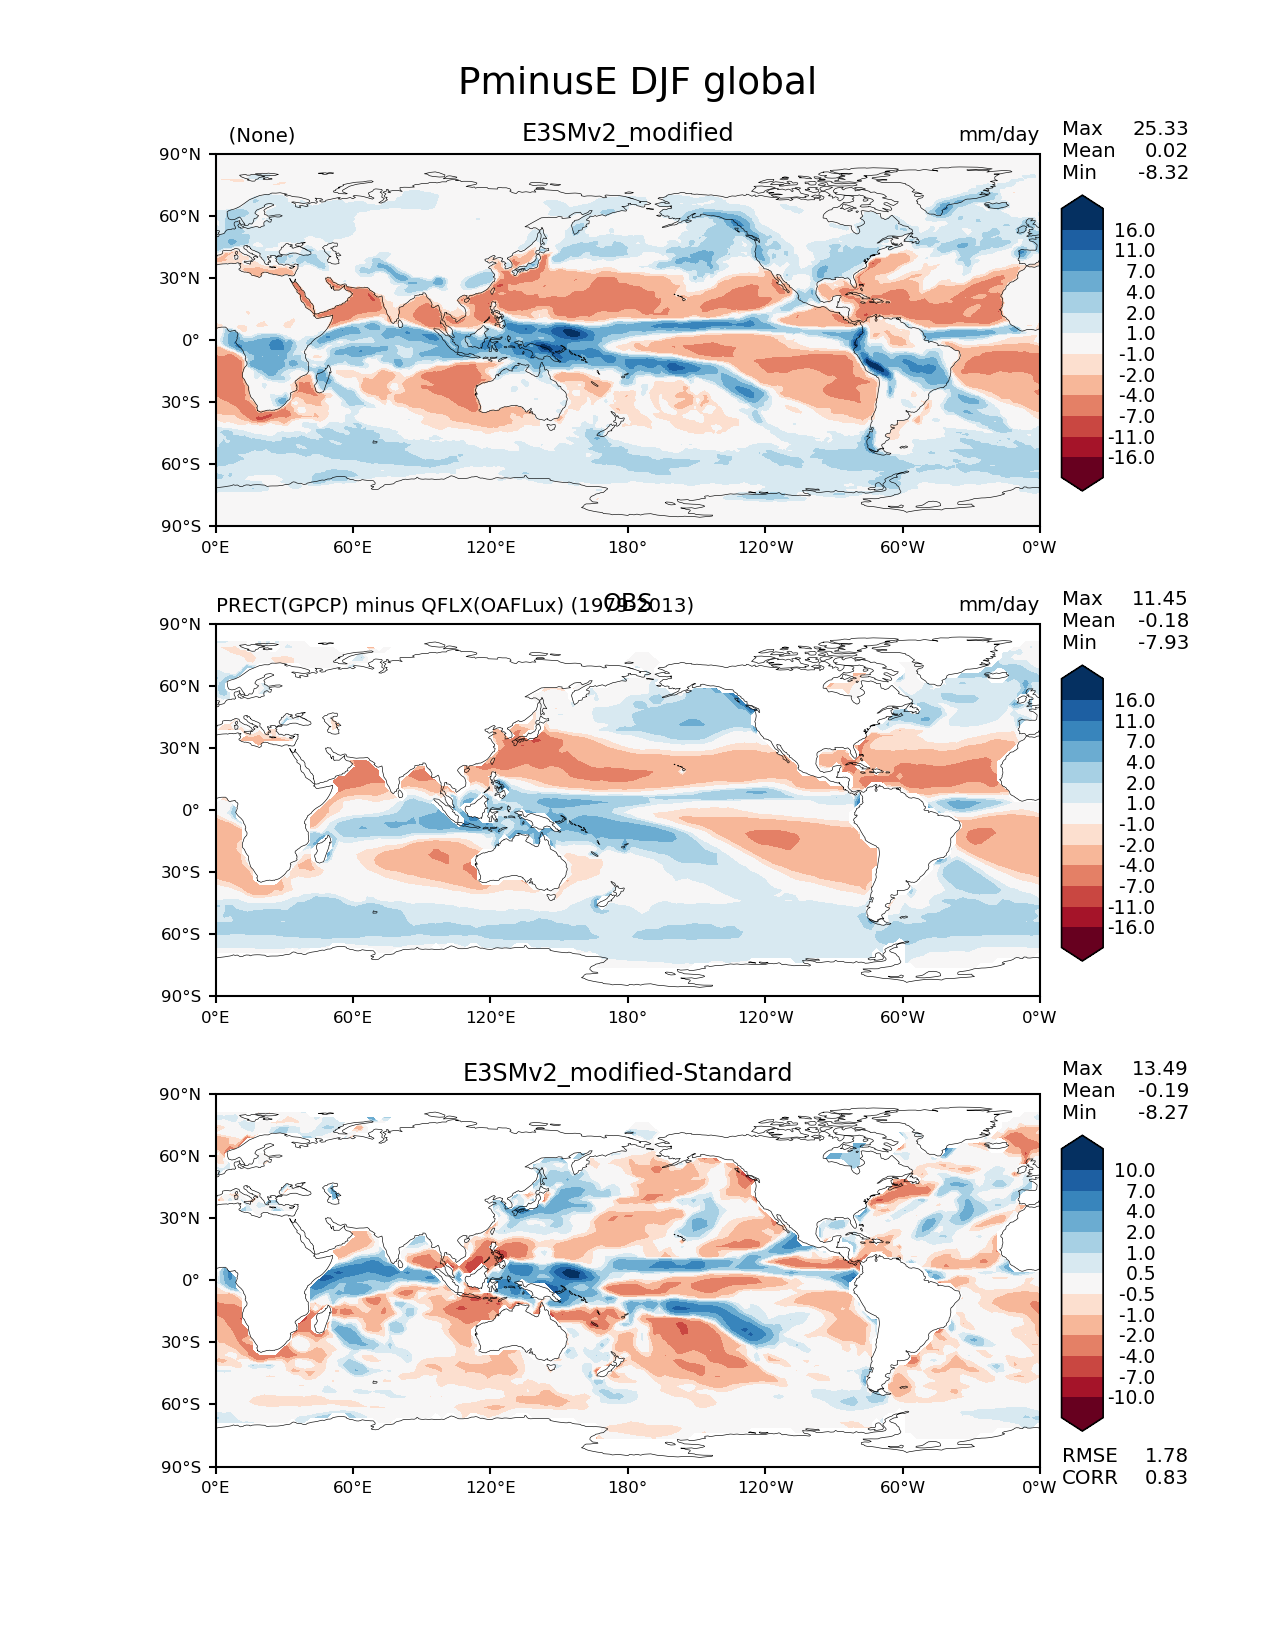 PminusE DJF global
(None)
E3SMv2_modified
mm/day
Max 25.33
Mean 0.02
Min -8.32
90°N
60°N
30°N
0°
30°S
60°S
90°S
0°E 60°E 120°E 180° 120°W 60°W 0°W
16.0
11.0
7.0
4.0
2.0
1.0
-1.0
-2.0
-4.0
-7.0
-11.0
-16.0
PRECT(GPCP) minus QFLX(OAFLux) (1979-2013)
OBS
mm/day
Max 11.45
Mean -0.18
Min -7.93
90°N
60°N
30°N
0°
30°S
60°S
90°S
0°E 60°E 120°E 180° 120°W 60°W 0°W
16.0
11.0
7.0
4.0
2.0
1.0
-1.0
-2.0
-4.0
-7.0
-11.0
-16.0
E3SMv2_modified-Standard
Max 13.49
Mean -0.19
Min -8.27
90°N
60°N
30°N
0°
30°S
60°S
90°S
0°E 60°E 120°E 180° 120°W 60°W 0°W
10.0
7.0
4.0
2.0
1.0
0.5
-0.5
-1.0
-2.0
-4.0
-7.0
-10.0
RMSE 1.78
CORR 0.83